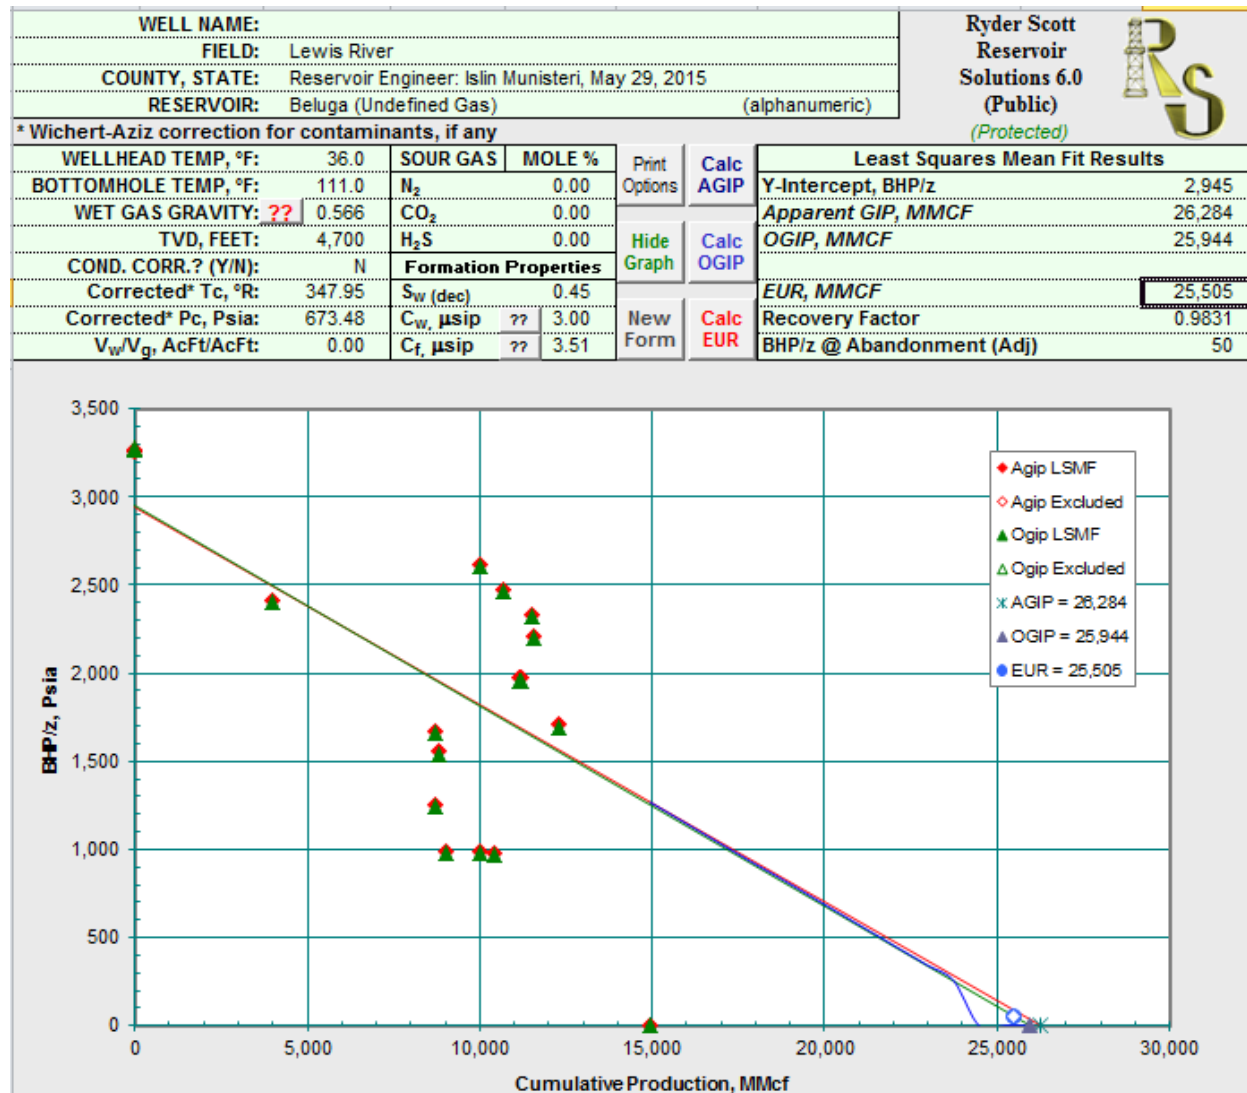 WELL NAME:
FIELD: Lewis River
COUNTY, STATE: Reservoir Engineer: Islin Munisteri, May 29, 2015
RESERVOIR: Beluga (Undefined Gas) (alphanumeric)
* Wichert-Aziz correction for contaminants, if any
Ryder Scott
Reservoir
Solutions 6.0
(Public)
(Protected)
RS
WELLHEAD TEMP, °F: 36.0
BOTTOMHOLE TEMP, °F: 111.0
WET GAS GRAVITY: ?? 0.566
TVD, FEET: 4,700
COND. CORR.? (Y/N): N
Corrected* Tc, °R: 347.95
Corrected* Pc, Psia: 673.48
Vw/Vg, AcFt/AcFt: 0.00
SOUR GAS MOLE %
N2 0.00
CO2 0.00
H2S 0.00
Formation Properties
Sw (dec) 0.45
Cw, µsip ?? 3.00
Cf, µsip ?? 3.51
Print
Options
Calc
AGIP
Hide
Graph
Calc
OGIP
New
Form
Calc
EUR
Least Squares Mean Fit Results
Y-Intercept, BHP/z 2,945
Apparent GIP, MMCF 26,284
OGIP, MMCF 25,944
EUR, MMCF 25,505
Recovery Factor 0.9831
BHP/z @ Abandonment (Adj) 50
3,500
3,000
2,500
2,000
1,500
1,000
500
0
BHP/z, Psia
Agip LSMF
Agip Excluded
Ogip LSMF
Ogip Excluded
AGIP = 26,284
OGIP = 25,944
EUR = 25,505
0 5,000 10,000 15,000 20,000 25,000 30,000
Cumulative Production, MMcf